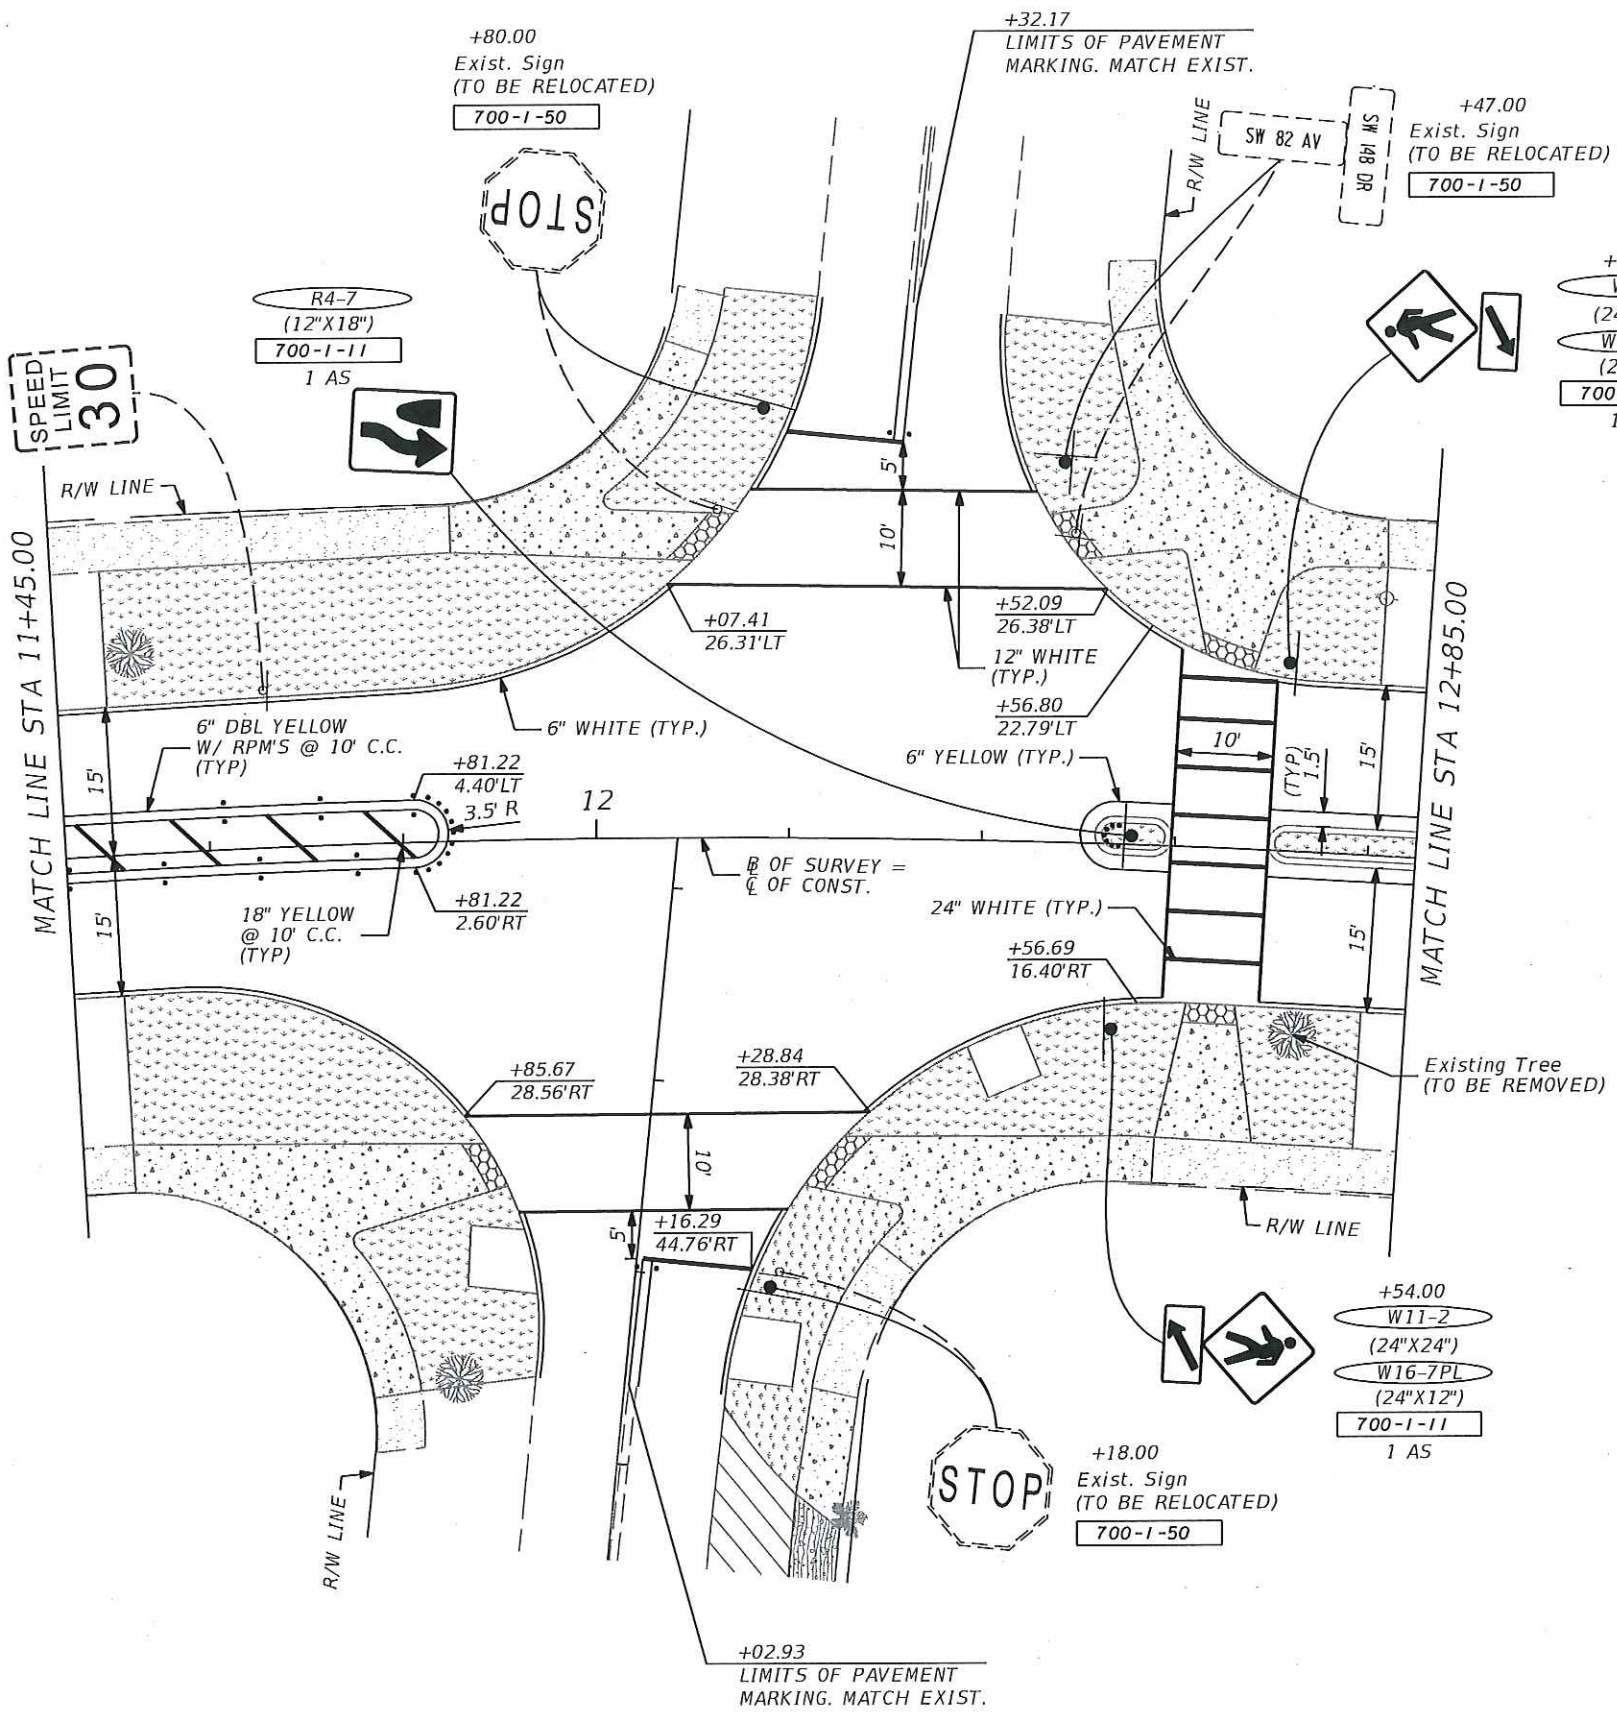 +80.00
Exist. Sign
(TO BE RELOCATED)
700-1-50
STOP
+32.17
LIMITS OF PAVEMENT
MARKING. MATCH EXIST.
R/W LINE
SW 82 AV
SW 148 DR
+47.00
Exist. Sign
(TO BE RELOCATED)
700-1-50
R4-7
(12"X18")
700-1-11
1 AS
SPEED
LIMIT
30
R/W LINE
MATCH LINE STA 11+45.00
5'
10'
+07.41
26.31'LT
+52.09
26.38'LT
12" WHITE
(TYP.)
+56.80
22.79'LT
6" WHITE (TYP.)
6" DBL YELLOW
W/ RPM'S @ 10' C.C.
(TYP)
15'
15'
+81.22
4.40'LT
3.5' R
12
6" YELLOW (TYP.)
10'
(TYP)
1.5'
15'
15'
MATCH LINE STA 12+85.00
B OF SURVEY =
C OF CONST.
18" YELLOW
@ 10' C.C.
(TYP)
+81.22
2.60'RT
24" WHITE (TYP.)
+56.69
16.40'RT
+85.67
28.56'RT
+28.84
28.38'RT
Existing Tree
(TO BE REMOVED)
10'
5'
+16.29
44.76'RT
R/W LINE
+54.00
W11-2
(24"X24")
W16-7PL
(24"X12")
700-1-11
1 AS
STOP
+18.00
Exist. Sign
(TO BE RELOCATED)
700-1-50
R/W LINE
+02.93
LIMITS OF PAVEMENT
MARKING. MATCH EXIST.